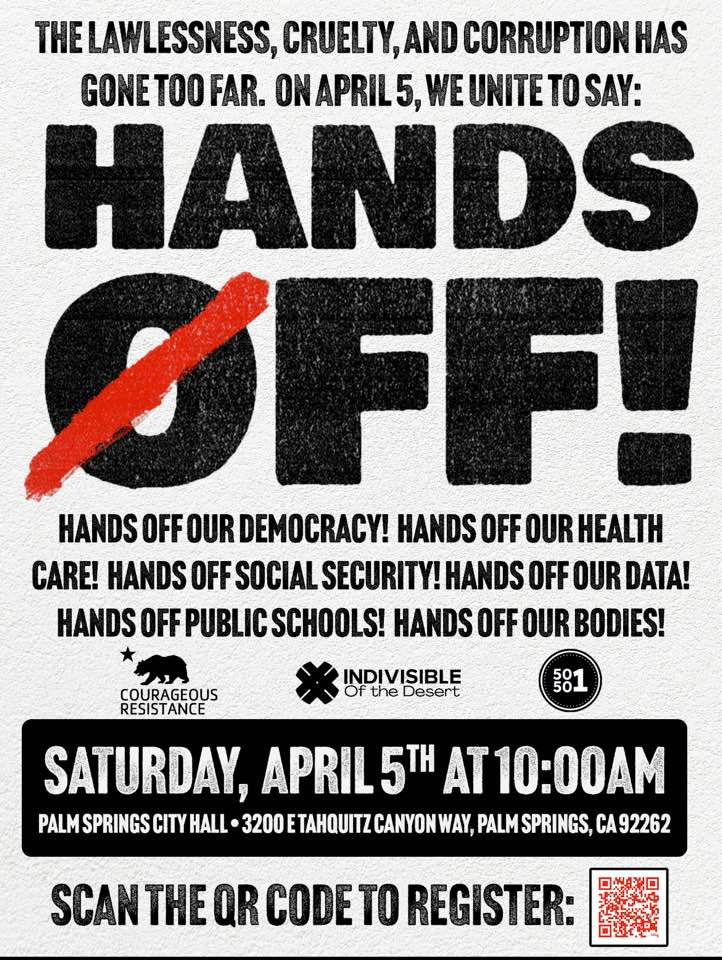 THE LAWLESSNESS, CRUELTY, AND CORRUPTION HAS
GONE TOO FAR. ON APRIL 5, WE UNITE TO SAY:
HANDS
OFF!
HANDS OFF OUR DEMOCRACY! HANDS OFF OUR HEALTH
CARE! HANDS OFF SOCIAL SECURITY! HANDS OFF OUR DATA!
HANDS OFF PUBLIC SCHOOLS! HANDS OFF OUR BODIES!
COURAGEOUS
RESISTANCE
INDIVISIBLE
Of the Desert
50
50
1
SATURDAY, APRIL 5TH AT 10:00AM
PALM SPRINGS CITY HALL • 3200 E TAHQUITZ CANYON WAY, PALM SPRINGS, CA 92262
SCAN THE QR CODE TO REGISTER: